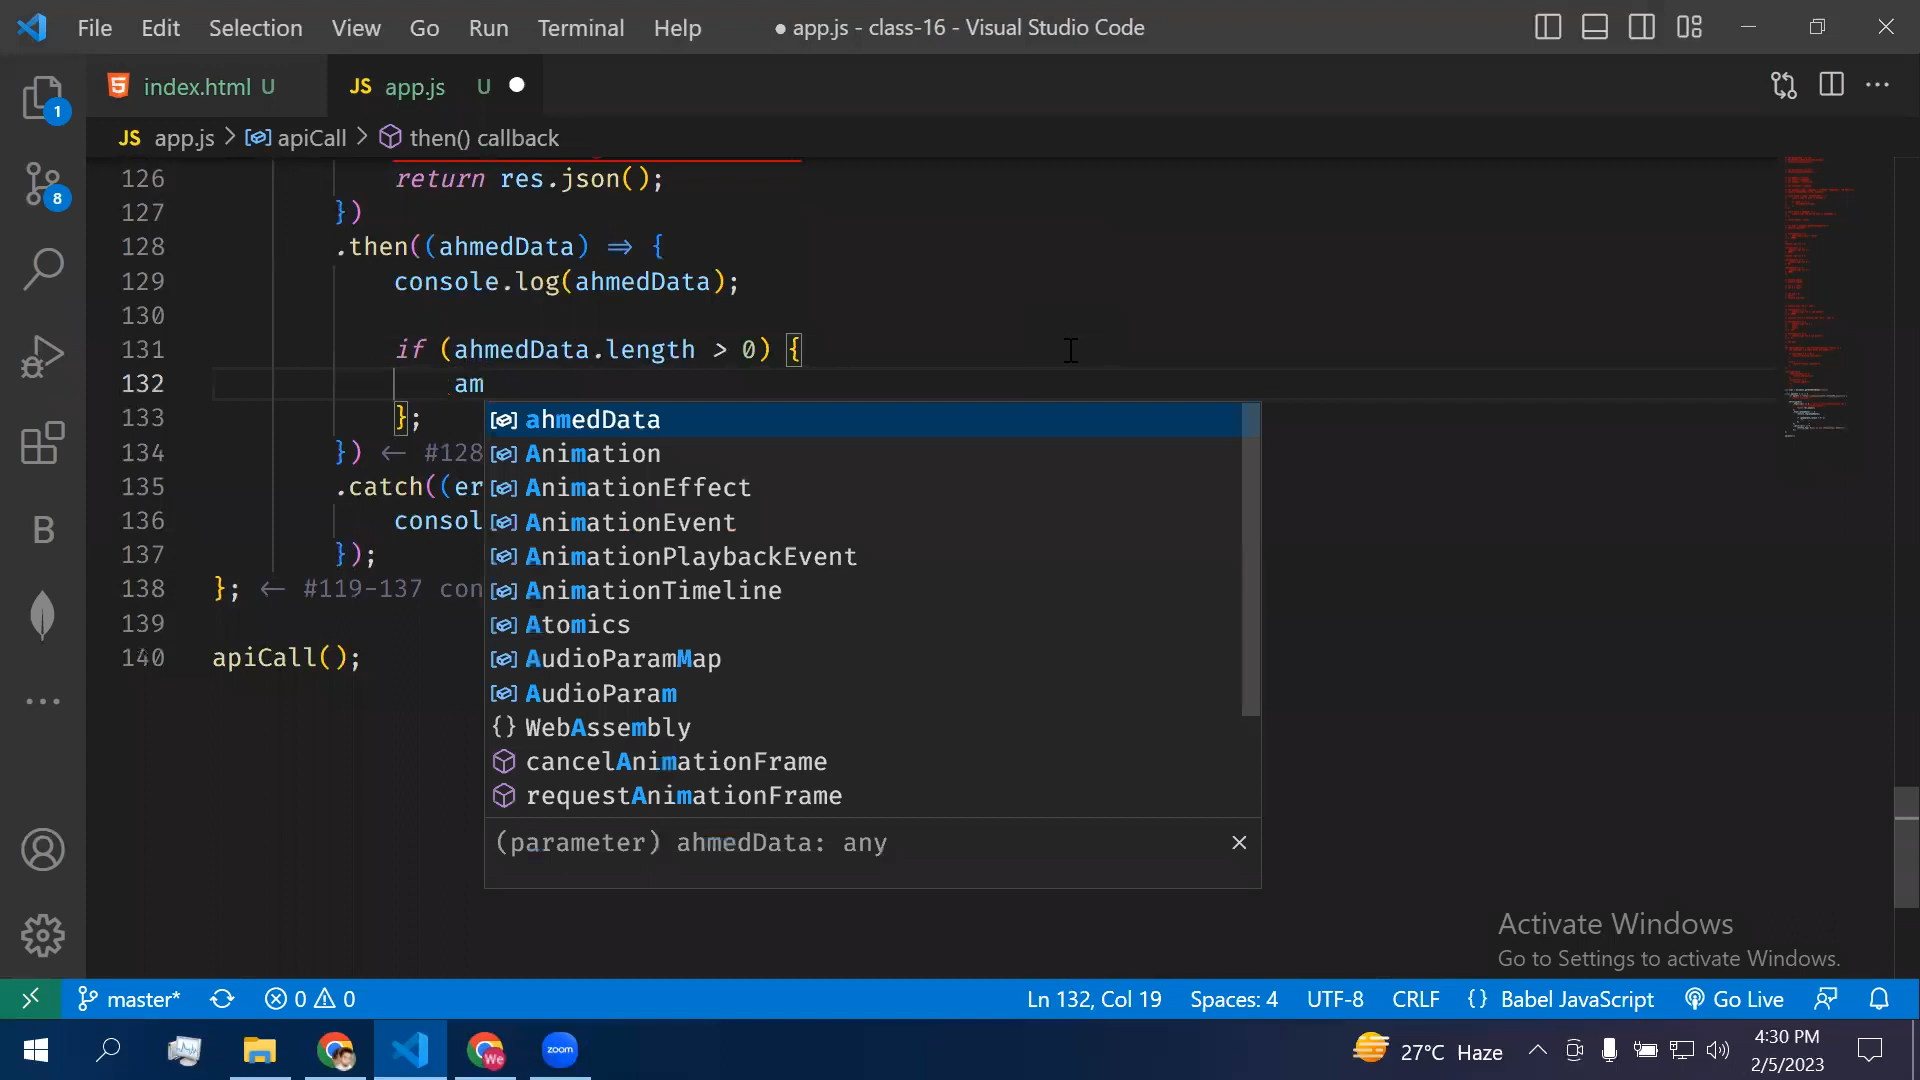 File Edit Selection View Go Run Terminal Help ● app.js - class-16 - Visual Studio Code
index.html U JS app.js U
JS app.js > apiCall > then() callback
126 return res.json();
127 })
128 .then((ahmedData) => {
129 console.log(ahmedData);
130
131 if (ahmedData.length > 0) {
132 am
133 };
134 }) <- #128
135 .catch((er
136 consol
137 });
138 }; <- #119-137 con
139
140 apiCall();
ahmedData
Animation
AnimationEffect
AnimationEvent
AnimationPlaybackEvent
AnimationTimeline
Atomics
AudioParamMap
AudioParam
{} WebAssembly
cancelAnimationFrame
requestAnimationFrame
(parameter) ahmedData: any
1
8
B
Activate Windows
Go to Settings to activate Windows.
master* 0 0 Ln 132, Col 19 Spaces: 4 UTF-8 CRLF {} Babel JavaScript Go Live
We zoom 27°C Haze 4:30 PM
2/5/2023